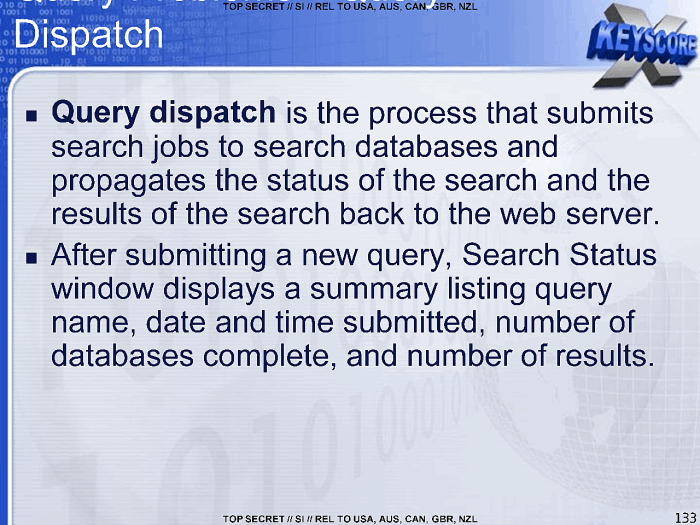 TOP SECRET // SI // REL TO USA, AUS, CAN, GBR, NZL
Dispatch
XKEYSCORE
Query dispatch is the process that submits
search jobs to search databases and
propagates the status of the search and the
results of the search back to the web server.
After submitting a new query, Search Status
window displays a summary listing query
name, date and time submitted, number of
databases complete, and number of results.
TOP SECRET // SI // REL TO USA, AUS, CAN, GBR, NZL
133